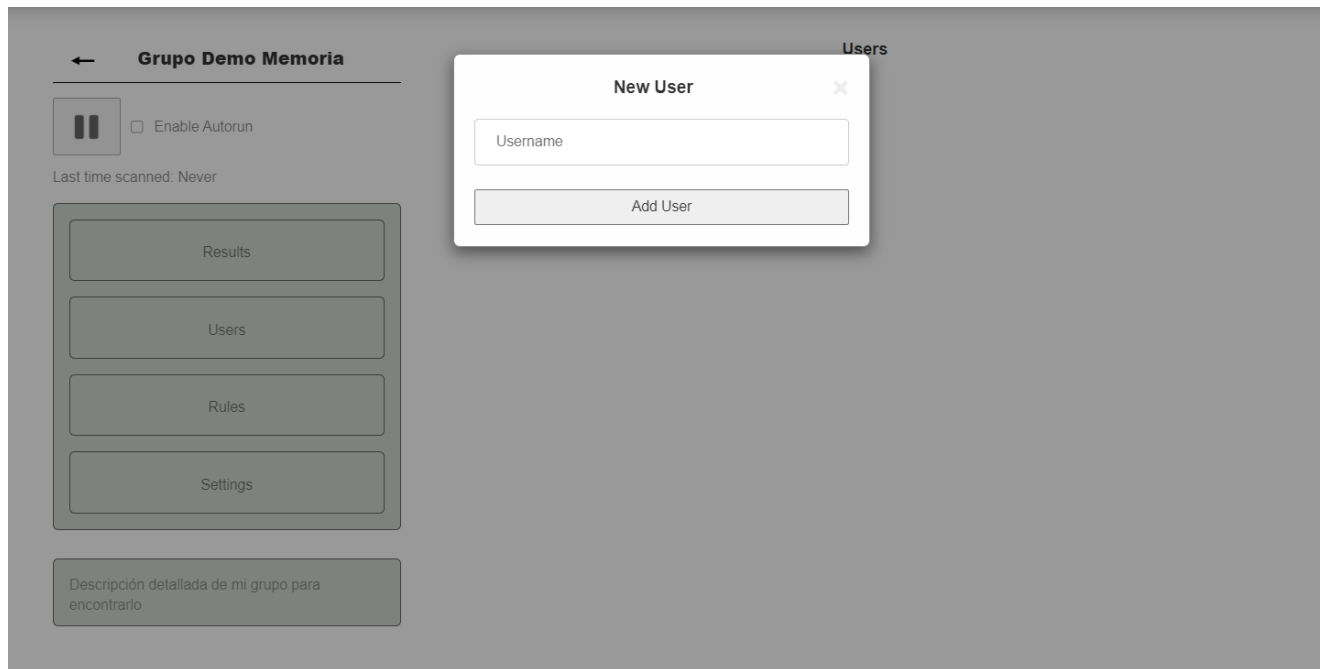 Grupo Demo Memoria
Enable Autorun
Last time scanned: Never
Results
Users
Rules
Settings
Descripción detallada de mi grupo para
encontrarlo
Users
New User
Username
Add User